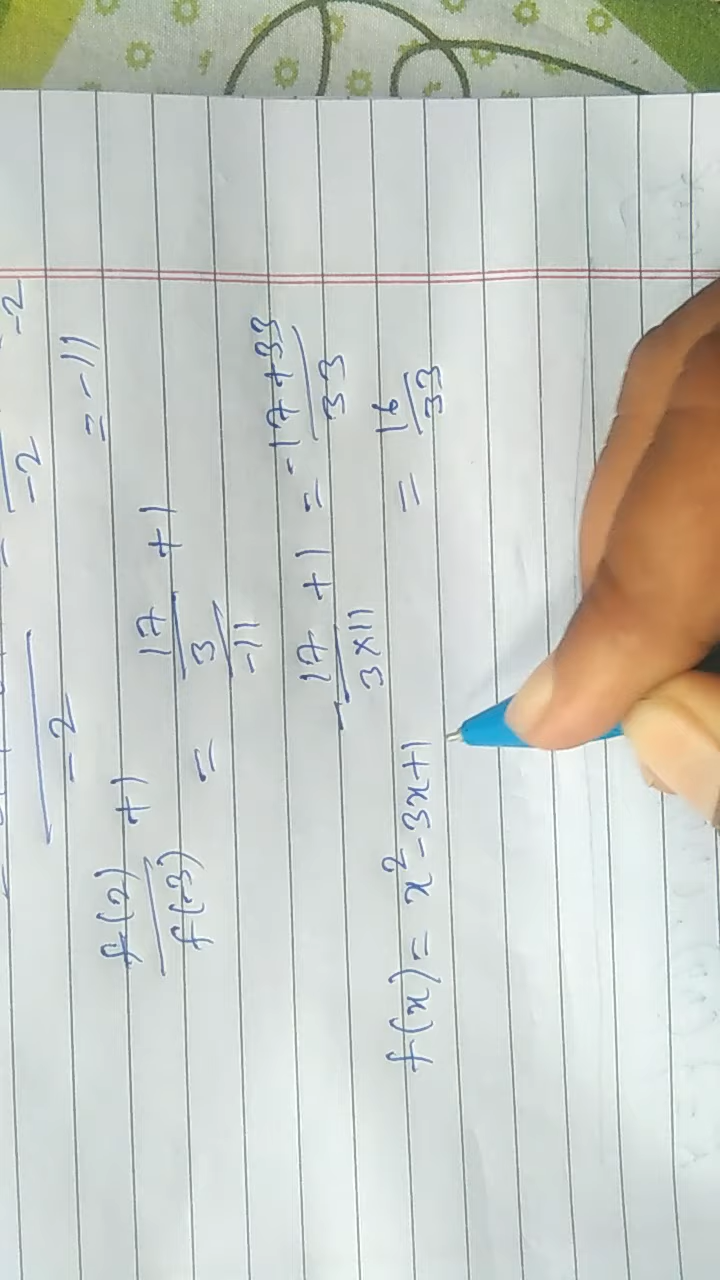 -2 -2 -2
= -11
f(2)/f(-3) + 1 = 17/3/-11 + 1
-17/3×11 + 1 = -17+33/33
= 16/33
f(x) = x² - 3x + 1